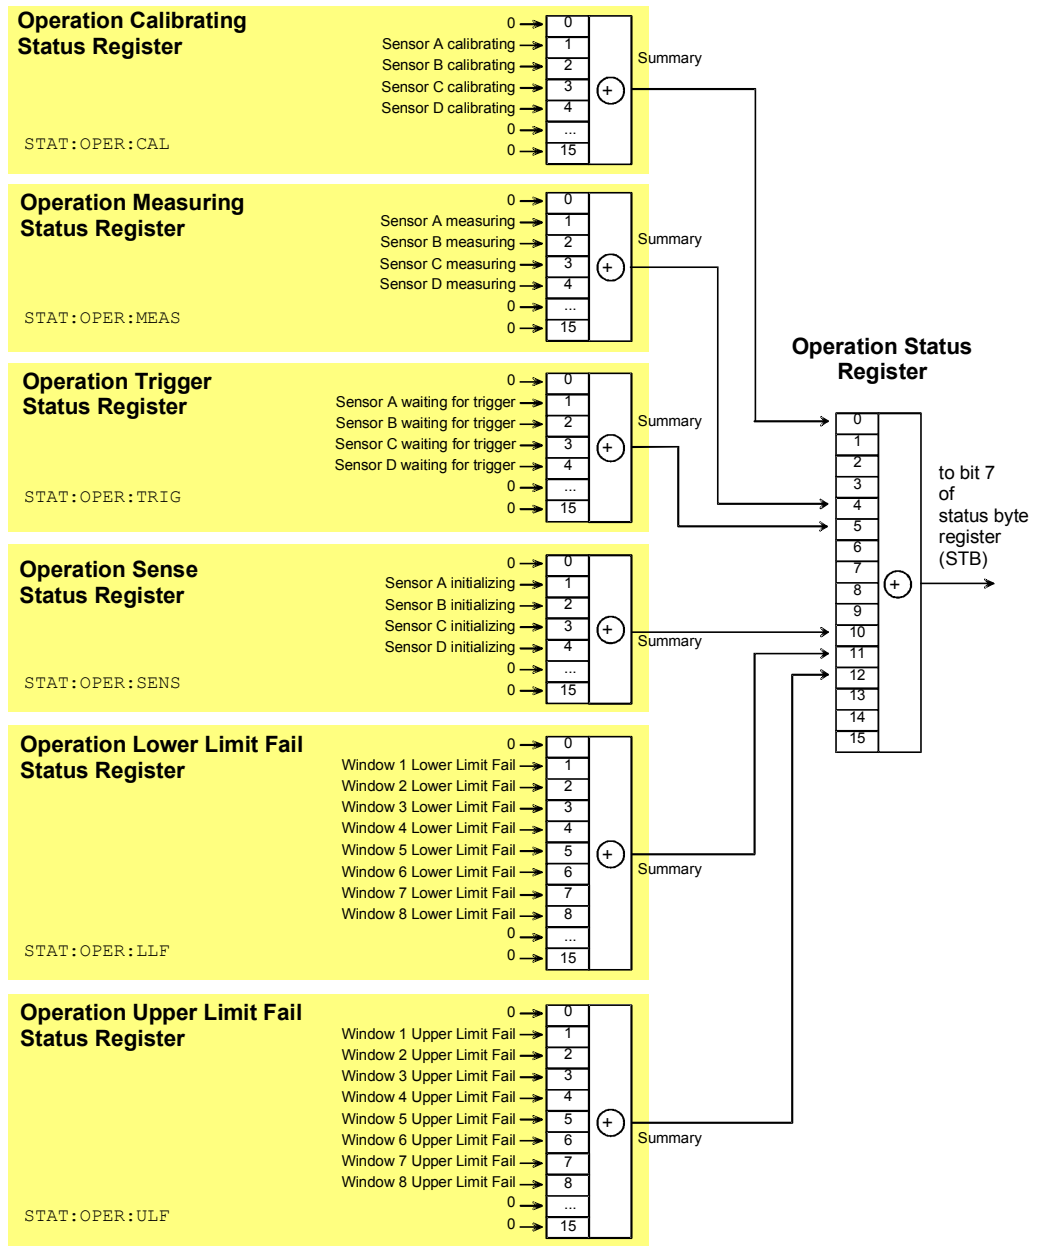 Operation Calibrating
Status Register
STAT:OPER:CAL
0 0
Sensor A calibrating 1
Sensor B calibrating 2
Sensor C calibrating 3
Sensor D calibrating 4
0 ...
0 15
+
Summary
Operation Measuring
Status Register
STAT:OPER:MEAS
0 0
Sensor A measuring 1
Sensor B measuring 2
Sensor C measuring 3
Sensor D measuring 4
0 ...
0 15
+
Summary
Operation Trigger
Status Register
STAT:OPER:TRIG
0 0
Sensor A waiting for trigger 1
Sensor B waiting for trigger 2
Sensor C waiting for trigger 3
Sensor D waiting for trigger 4
0 ...
0 15
+
Summary
Operation Sense
Status Register
STAT:OPER:SENS
0 0
Sensor A initializing 1
Sensor B initializing 2
Sensor C initializing 3
Sensor D initializing 4
0 ...
0 15
+
Summary
Operation Lower Limit Fail
Status Register
STAT:OPER:LLF
0 0
Window 1 Lower Limit Fail 1
Window 2 Lower Limit Fail 2
Window 3 Lower Limit Fail 3
Window 4 Lower Limit Fail 4
Window 5 Lower Limit Fail 5
Window 6 Lower Limit Fail 6
Window 7 Lower Limit Fail 7
Window 8 Lower Limit Fail 8
0 ...
0 15
+
Summary
Operation Upper Limit Fail
Status Register
STAT:OPER:ULF
0 0
Window 1 Upper Limit Fail 1
Window 2 Upper Limit Fail 2
Window 3 Upper Limit Fail 3
Window 4 Upper Limit Fail 4
Window 5 Upper Limit Fail 5
Window 6 Upper Limit Fail 6
Window 7 Upper Limit Fail 7
Window 8 Upper Limit Fail 8
0 ...
0 15
+
Summary
Operation Status
Register
0
1
2
3
4
5
6
7
8
9
10
11
12
13
14
15
+
to bit 7
of
status byte
register
(STB)